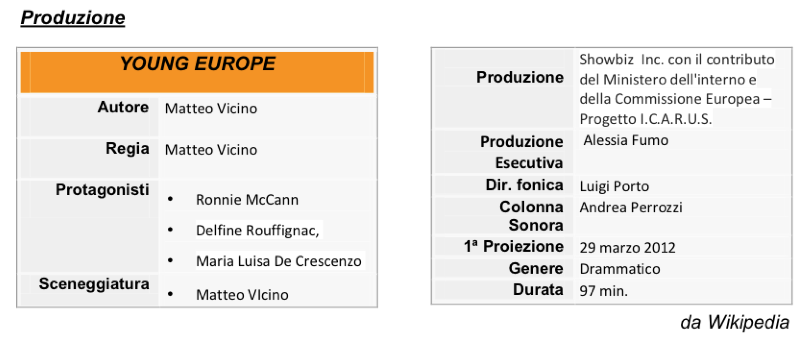 Produzione
YOUNG EUROPE
Autore Matteo Vicino
Regia Matteo Vicino
Protagonisti
• Ronnie McCann
• Delfine Rouffignac,
• Maria Luisa De Crescenzo
Sceneggiatura
• Matteo VIcino
Produzione
Showbiz Inc. con il contributo
del Ministero dell'interno e
della Commissione Europea –
Progetto I.C.A.R.U.S.
Produzione Alessia Fumo
Esecutiva
Dir. fonica Luigi Porto
Colonna Andrea Perrozzi
Sonora
1ª Proiezione 29 marzo 2012
Genere Drammatico
Durata 97 min.
da Wikipedia